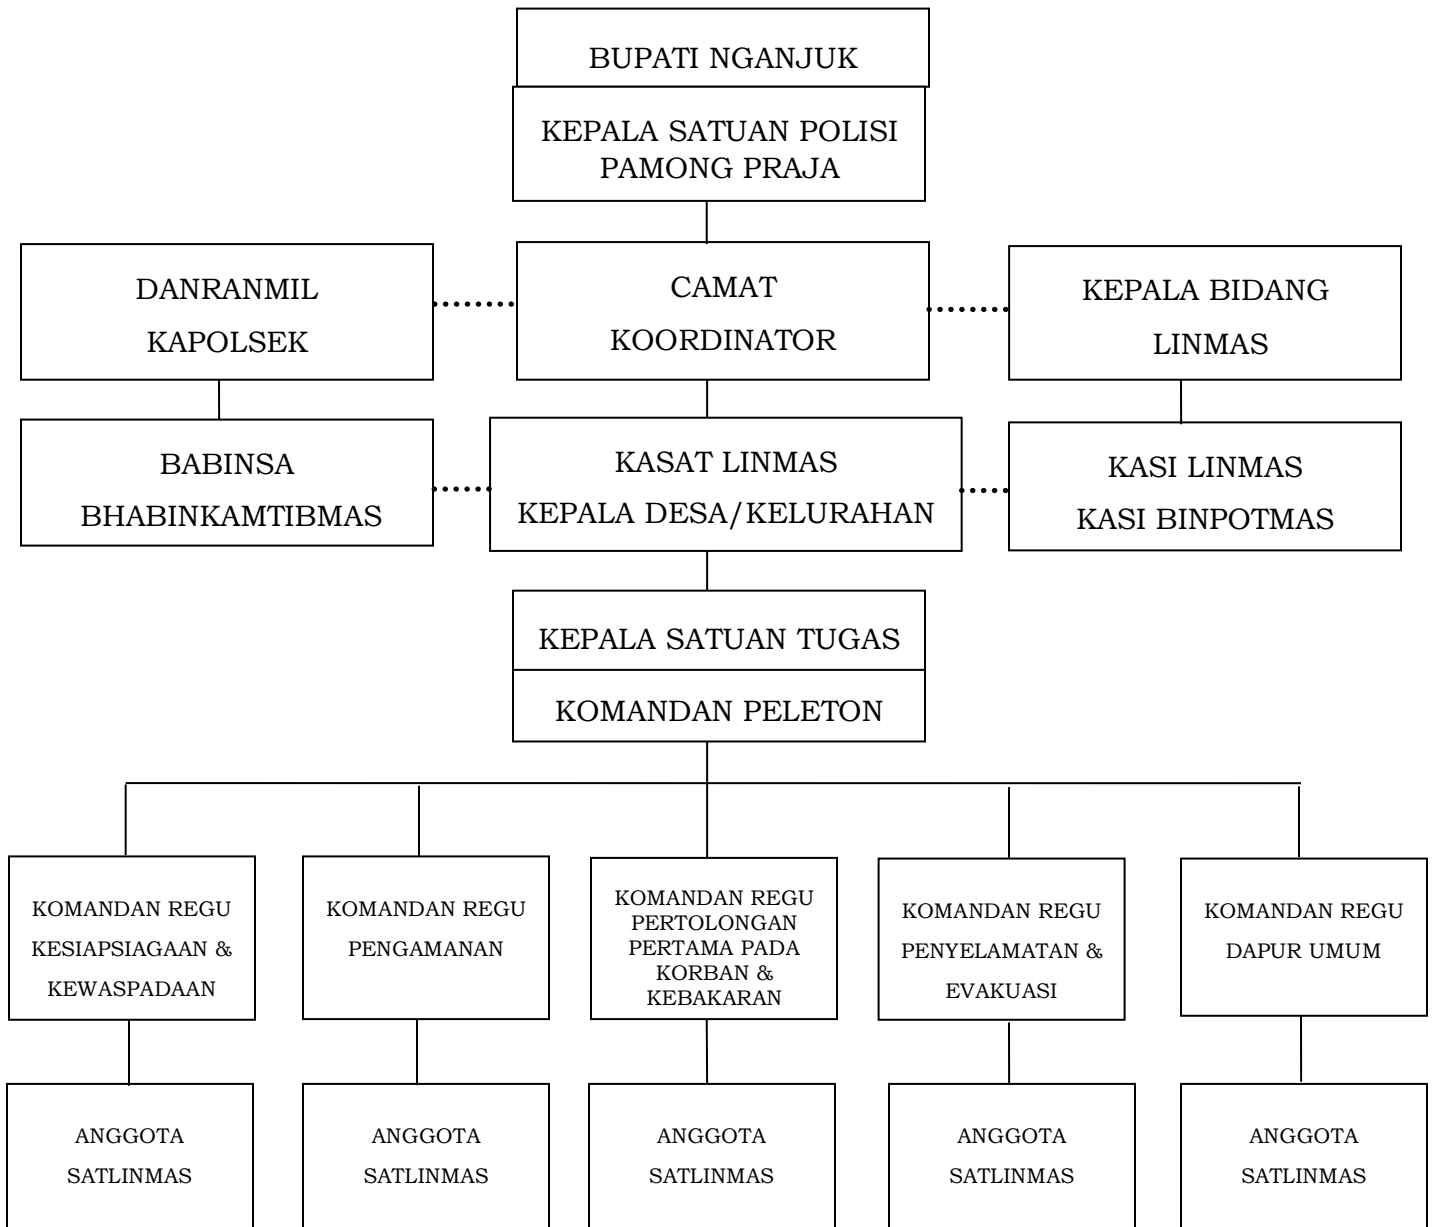 BUPATI NGANJUK
KEPALA SATUAN POLISI
PAMONG PRAJA
DANRANMIL
KAPOLSEK
CAMAT
KOORDINATOR
KEPALA BIDANG
LINMAS
BABINSA
BHABINKAMTIBMAS
KASAT LINMAS
KEPALA DESA/KELURAHAN
KASI LINMAS
KASI BINPOTMAS
KEPALA SATUAN TUGAS
KOMANDAN PELETON
KOMANDAN REGU
KESIAPSIAGAAN &
KEWASPADAAN
KOMANDAN REGU
PENGAMANAN
KOMANDAN REGU
PERTOLONGAN
PERTAMA PADA
KORBAN &
KEBAKARAN
KOMANDAN REGU
PENYELAMATAN &
EVAKUASI
KOMANDAN REGU
DAPUR UMUM
ANGGOTA
SATLINMAS
ANGGOTA
SATLINMAS
ANGGOTA
SATLINMAS
ANGGOTA
SATLINMAS
ANGGOTA
SATLINMAS